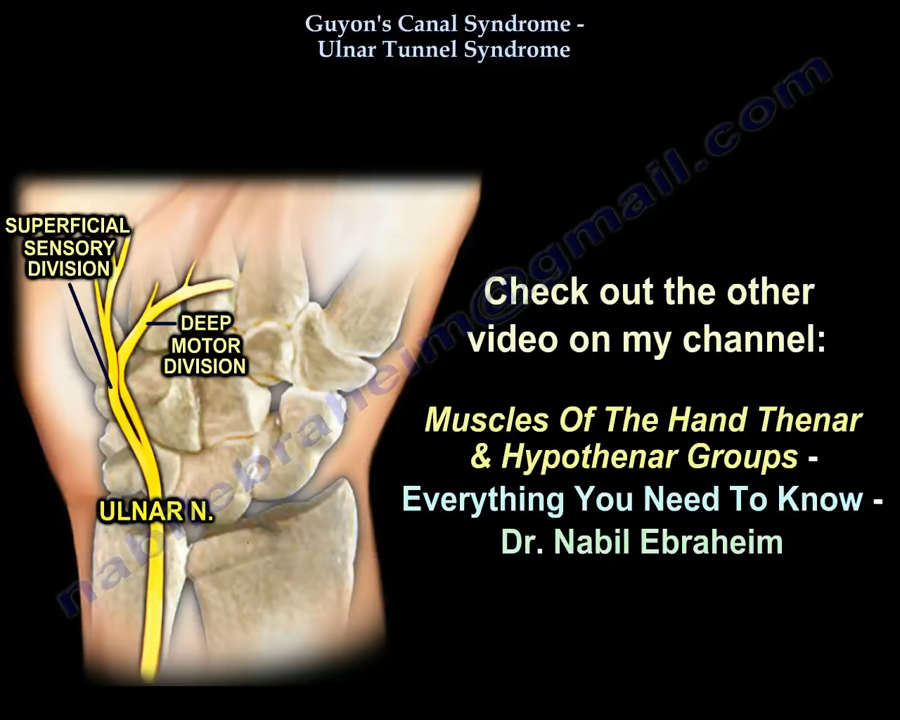 Guyon's Canal Syndrome -
Ulnar Tunnel Syndrome
SUPERFICIAL
SENSORY
DIVISION
DEEP
MOTOR
DIVISION
ULNAR N.
Check out the other
video on my channel:
Muscles Of The Hand Thenar
& Hypothenar Groups -
Everything You Need To Know -
Dr. Nabil Ebraheim
nabilebraheim@gmail.com